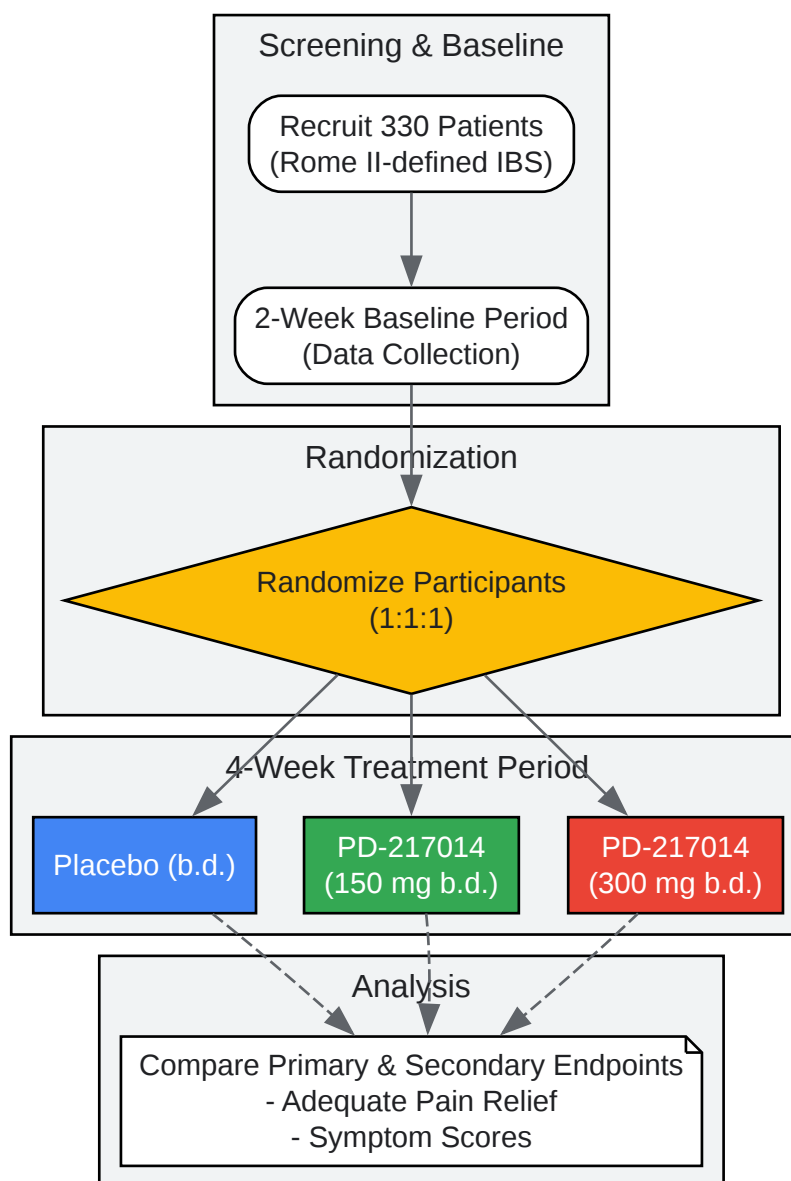 Screening & Baseline
Recruit 330 Patients
(Rome II-defined IBS)
2-Week Baseline Period
(Data Collection)
Randomization
Randomize Participants
(1:1:1)
4-Week Treatment Period
Placebo (b.d.)
PD-217014
(150 mg b.d.)
PD-217014
(300 mg b.d.)
Analysis
Compare Primary & Secondary Endpoints
- Adequate Pain Relief
- Symptom Scores